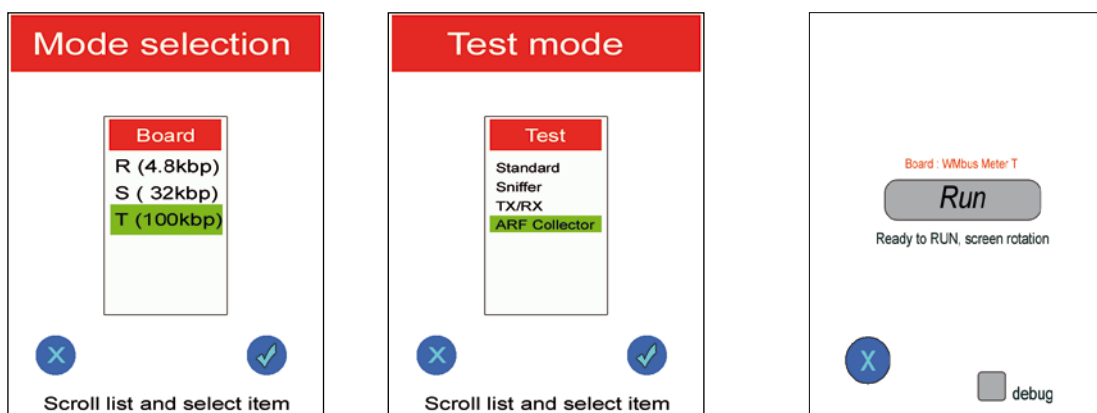 Mode selection
Board
R (4.8kbp)
S ( 32kbp)
T (100kbp)
X
Scroll list and select item
Test mode
Test
Standard
Sniffer
TX/RX
ARF Collector
X
Scroll list and select item
Board : WMbus Meter T
Run
Ready to RUN, screen rotation
X
debug